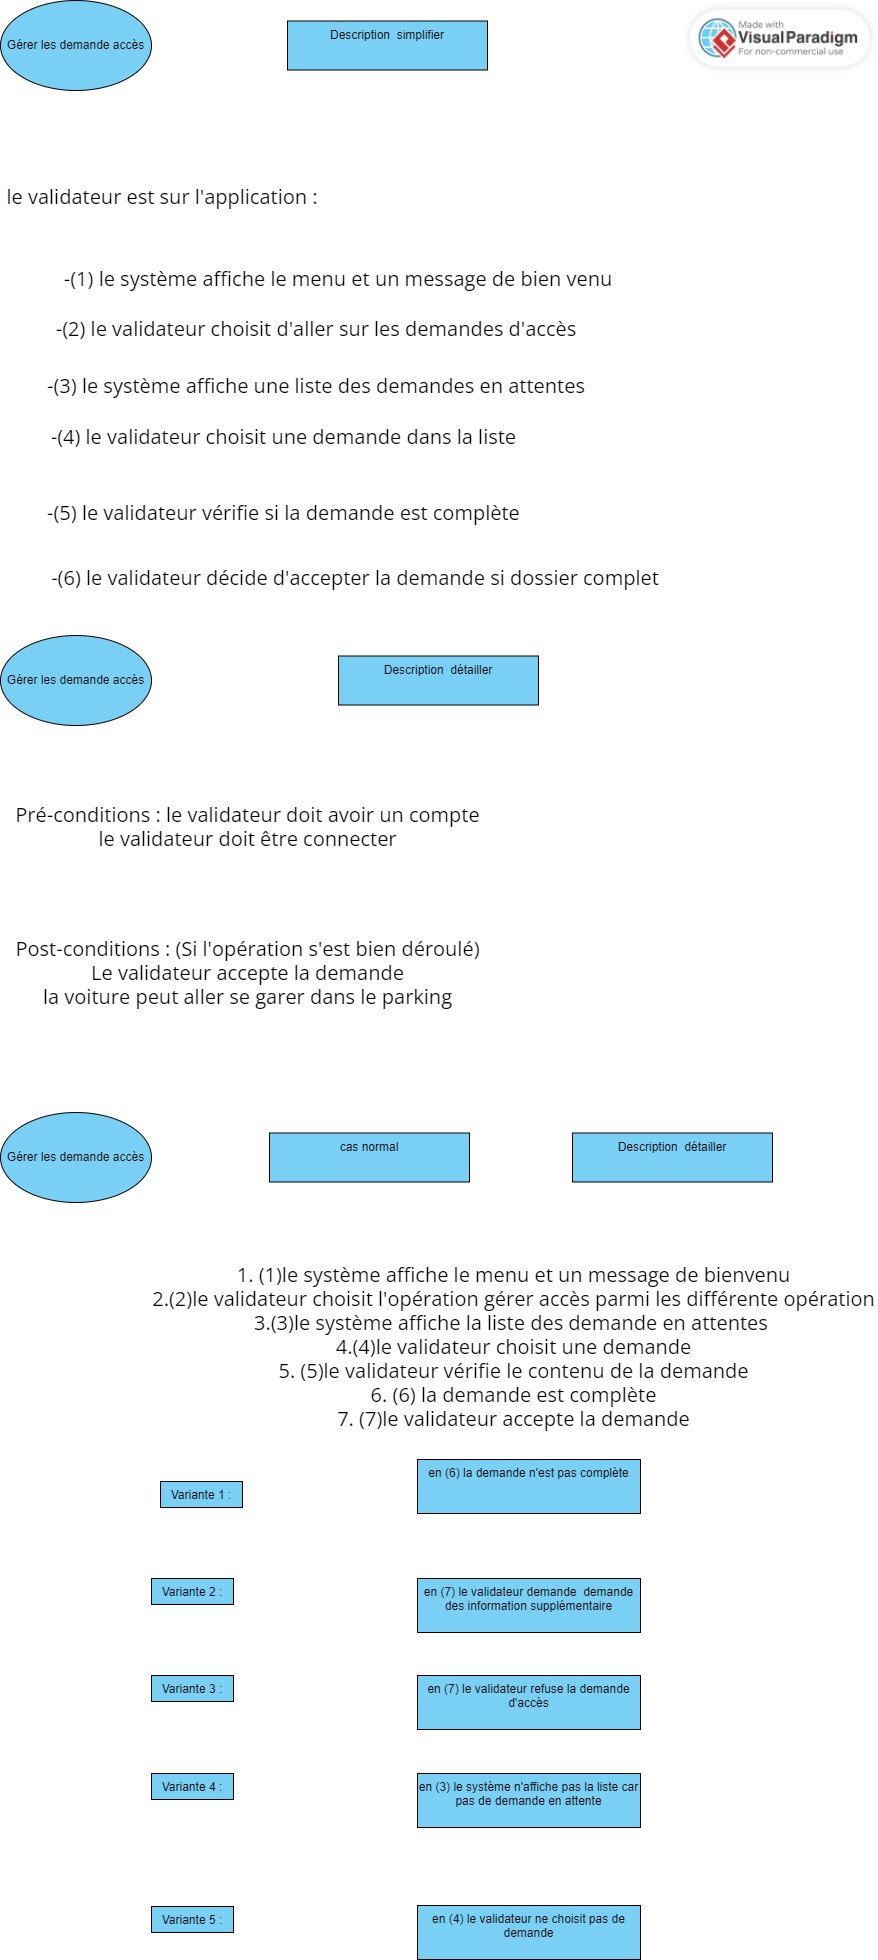 Gérer les demande accès
Description  simplifier
Made with
Visual Paradigm
For non-commercial use
le validateur est sur l'application :
-(1) le système affiche le menu et un message de bien venu
-(2) le validateur choisit d'aller sur les demandes d'accès
-(3) le système affiche une liste des demandes en attentes
-(4) le validateur choisit une demande dans la liste
-(5) le validateur vérifie si la demande est complète
-(6) le validateur décide d'accepter la demande si dossier complet
Gérer les demande accès
Description  détailler
Pré-conditions : le validateur doit avoir un compte
le validateur doit être connecter
Post-conditions : (Si l'opération s'est bien déroulé)
Le validateur accepte la demande
la voiture peut aller se garer dans le parking
Gérer les demande accès
cas normal
Description  détailler
1. (1)le système affiche le menu et un message de bienvenu
2.(2)le validateur choisit l'opération gérer accès parmi les différente opération
3.(3)le système affiche la liste des demande en attentes
4.(4)le validateur choisit une demande
5. (5)le validateur vérifie le contenu de la demande
6. (6) la demande est complète
7. (7)le validateur accepte la demande
Variante 1 :
en (6) la demande n'est pas complète
Variante 2 :
en (7) le validateur demande  demande
des information supplémentaire
Variante 3 :
en (7) le validateur refuse la demande
d'accès
Variante 4 :
en (3) le système n'affiche pas la liste car
pas de demande en attente
Variante 5 :
en (4) le validateur ne choisit pas de
demande